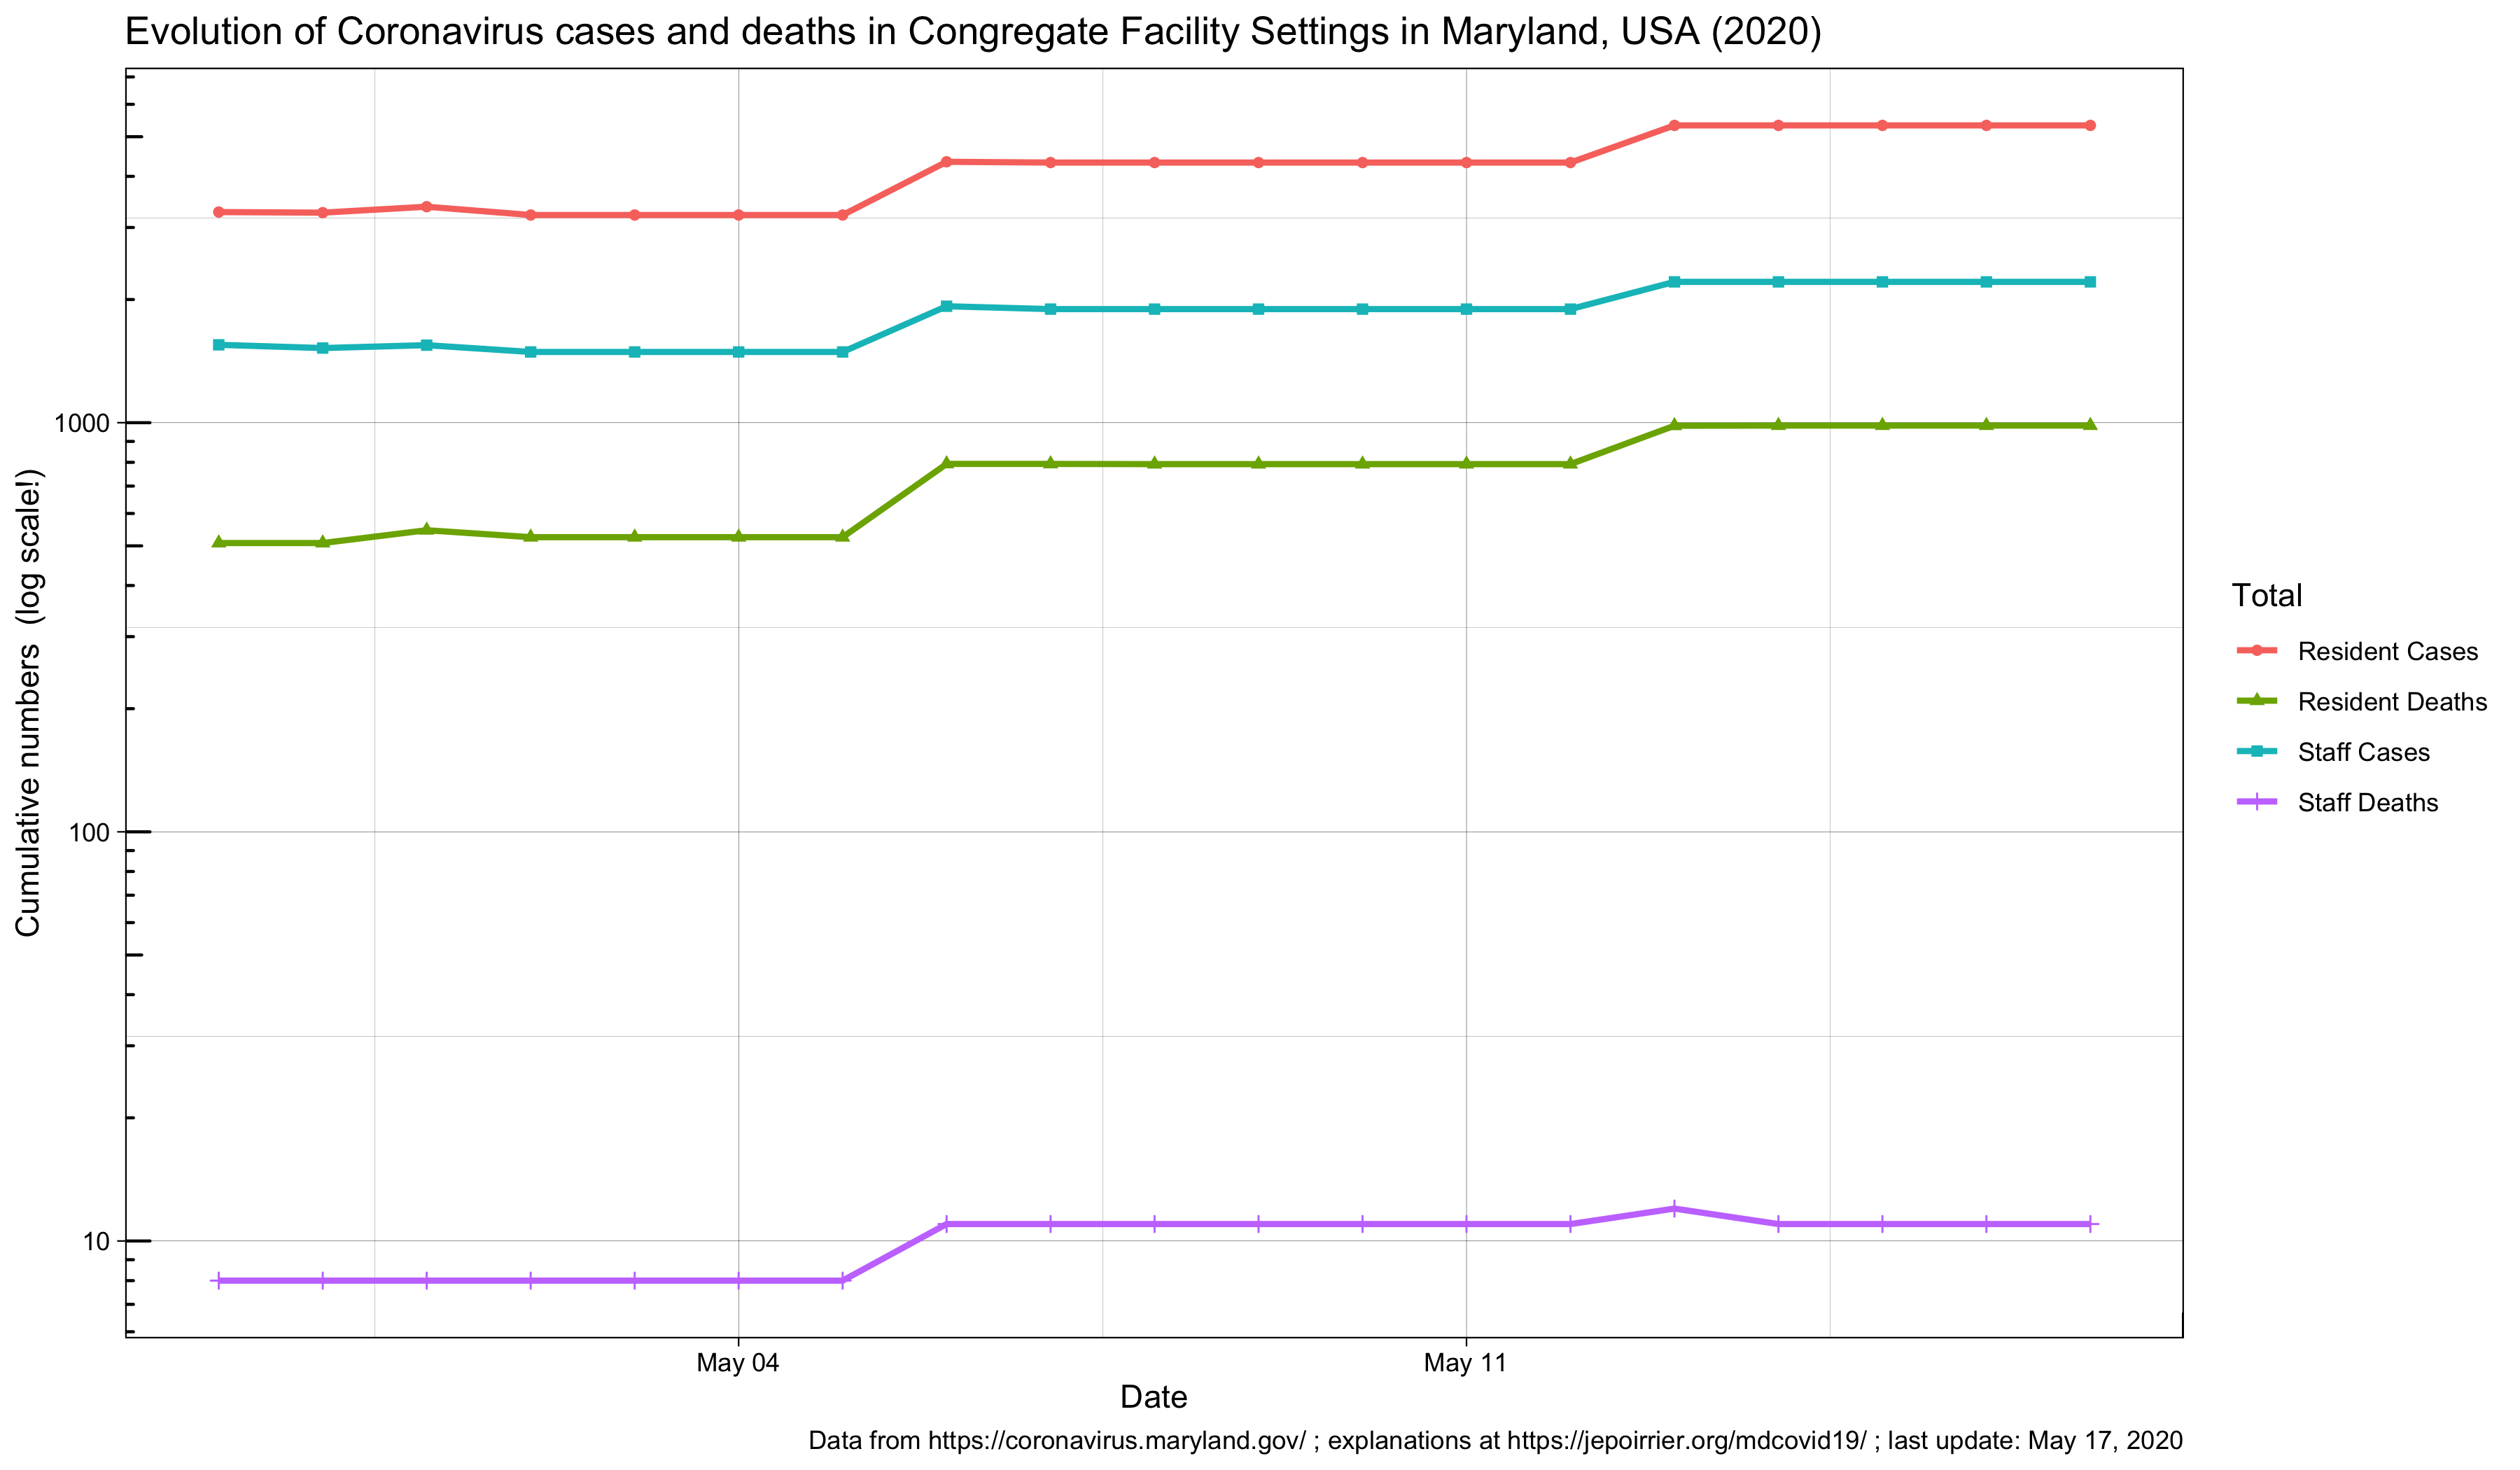 Evolution of Coronavirus cases and deaths in Congregate Facility Settings in Maryland, USA (2020)
Cumulative numbers  (log scale!)
1000
100
10
May 04
May 11
Date
Total
Resident Cases
Resident Deaths
Staff Cases
Staff Deaths
Data from https://coronavirus.maryland.gov/ ; explanations at https://jepoirrier.org/mdcovid19/ ; last update: May 17, 2020